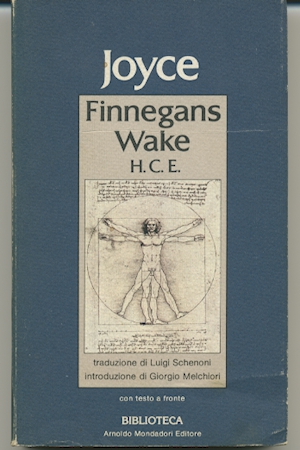 Joyce
Finnegans
Wake
H.C.E.
traduzione di Luigi Schenoni
introduzione di Giorgio Melchiori
con testo a fronte
BIBLIOTECA
Arnoldo Mondadori Editore